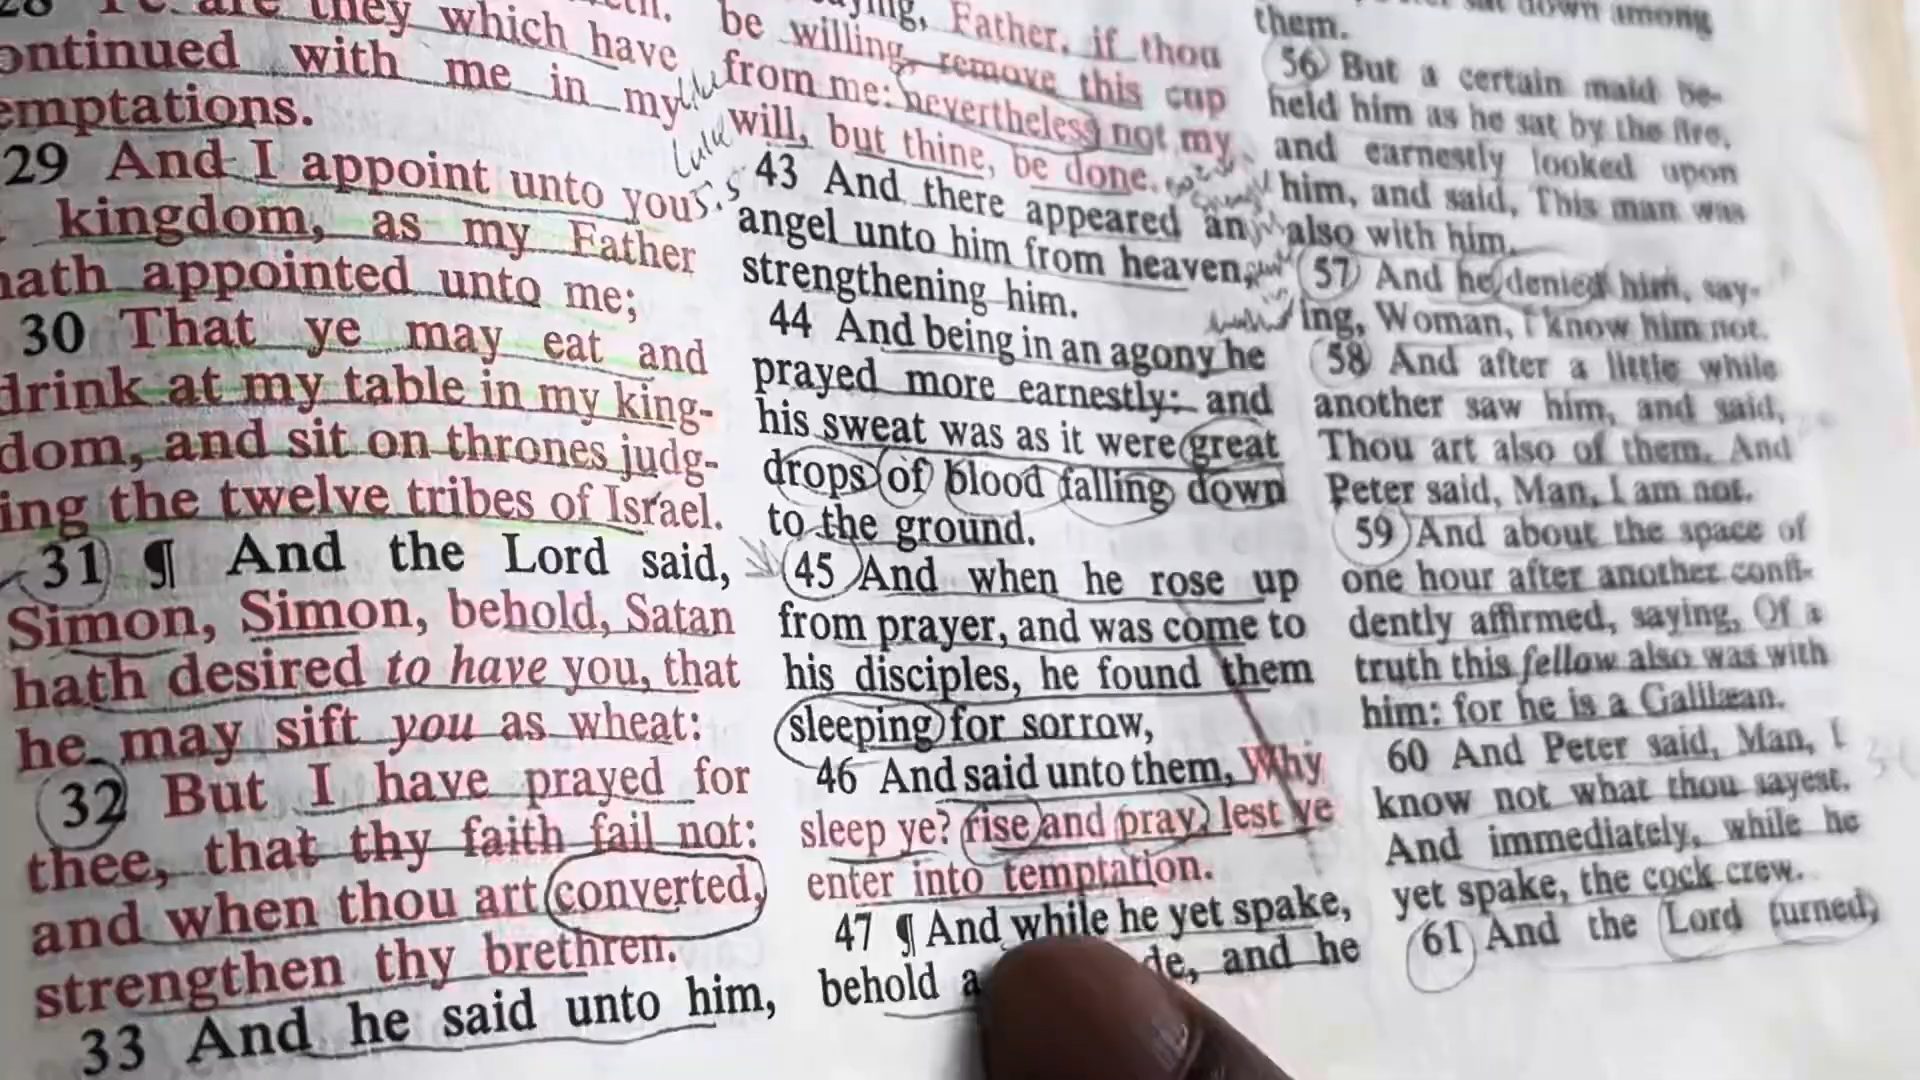 28 Ye are they which have
continued with me in my
temptations.
29 And I appoint unto you
kingdom, as my Father
hath appointed unto me;
30 That ye may eat and
drink at my table in my king-
dom, and sit on thrones judg-
ing the twelve tribes of Israel.
31 ¶ And the Lord said,
Simon, Simon, behold, Satan
hath desired to have you, that
he may sift you as wheat:
32 But I have prayed for
thee, that thy faith fail not:
and when thou art converted,
strengthen thy brethren.
33 And he said unto him,
saying, Father, if thou
be willing, remove this cup
from me: nevertheless not my
will, but thine, be done.
43 And there appeared an
angel unto him from heaven,
strengthening him.
44 And being in an agony he
prayed more earnestly: and
his sweat was as it were great
drops of blood falling down
to the ground.
45 And when he rose up
from prayer, and was come to
his disciples, he found them
sleeping for sorrow,
46 And said unto them, Why
sleep ye? rise and pray, lest ye
enter into temptation.
47 ¶ And while he yet spake,
behold a de, and he
sat down among
them.
56 But a certain maid be-
held him as he sat by the fire,
and earnestly looked upon
him, and said, This man was
also with him.
57 And he denied him, say-
ing, Woman, I know him not.
58 And after a little while
another saw him, and said,
Thou art also of them. And
Peter said, Man, I am not.
59 And about the space of
one hour after another confi-
dently affirmed, saying, Of a
truth this fellow also was with
him: for he is a Galilæan.
60 And Peter said, Man, I
know not what thou sayest.
And immediately, while he
yet spake, the cock crew.
61 And the Lord turned,